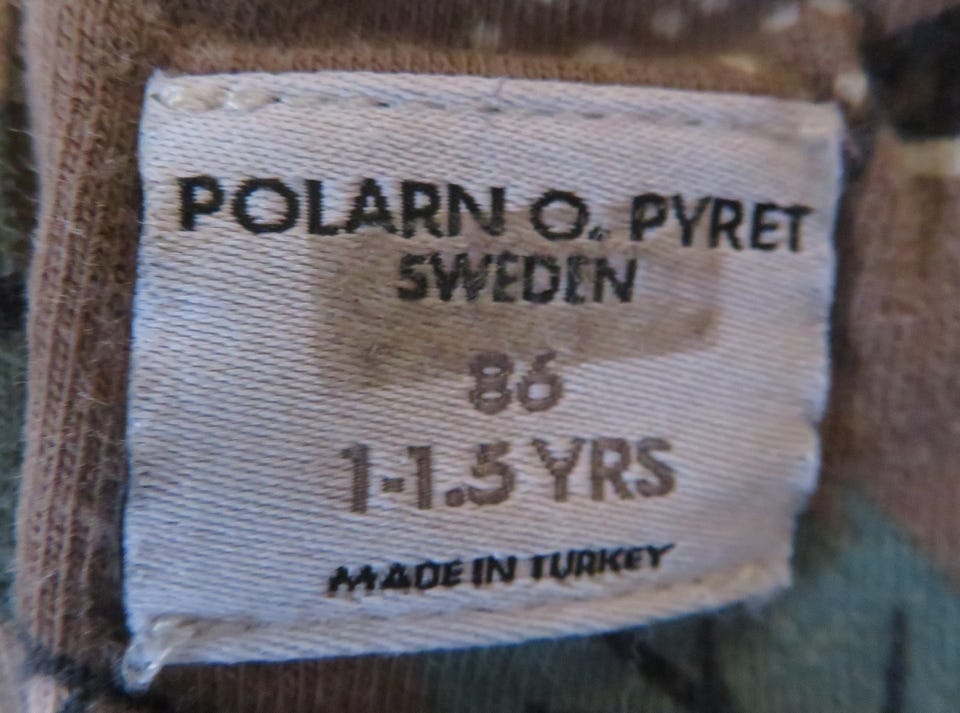 POLARN O. PYRET
SWEDEN
86
1-1.5 YRS
MADE IN TURKEY